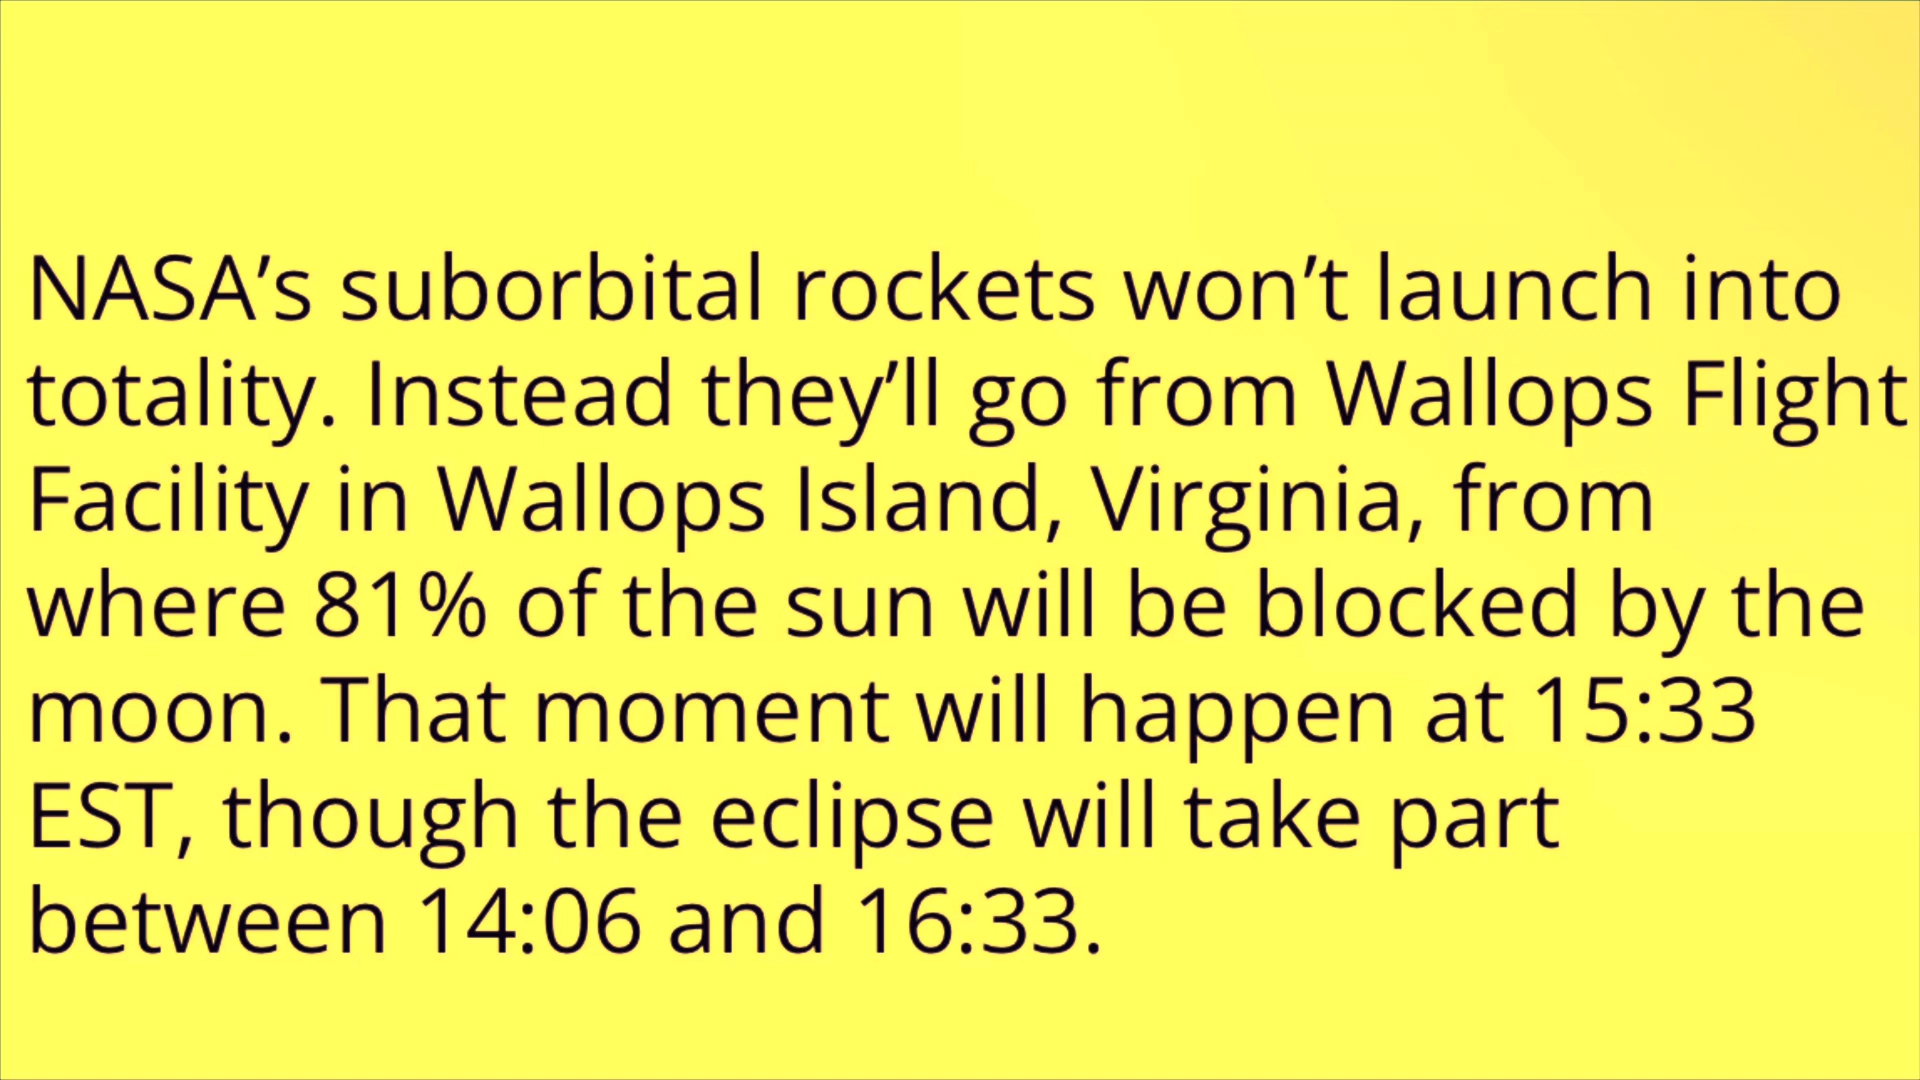 NASA’s suborbital rockets won’t launch into
totality. Instead they’ll go from Wallops Flight
Facility in Wallops Island, Virginia, from
where 81% of the sun will be blocked by the
moon. That moment will happen at 15:33
EST, though the eclipse will take part
between 14:06 and 16:33.